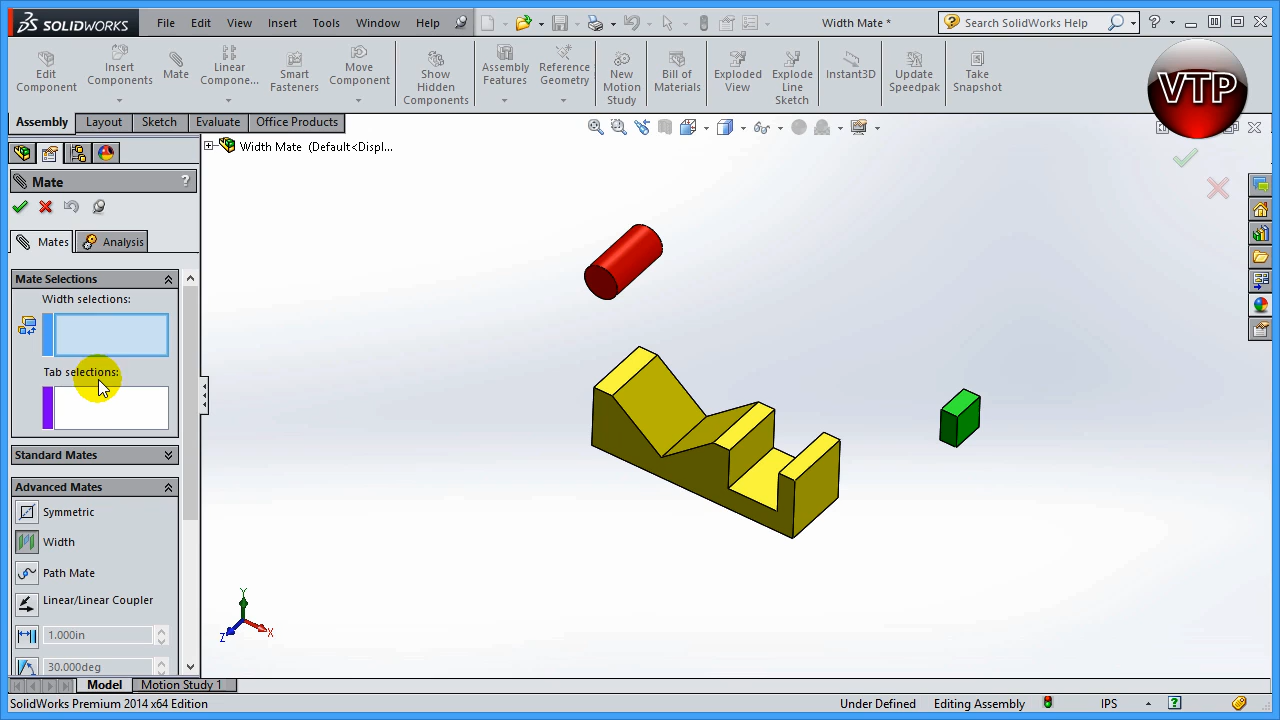 SOLIDWORKS
File Edit View Insert Tools Window Help
Width Mate *
Search SolidWorks Help
Edit Component
Insert Components
Mate
Linear Compone...
Smart Fasteners
Move Component
Show Hidden Components
Assembly Features
Reference Geometry
New Motion Study
Bill of Materials
Exploded View
Explode Line Sketch
Instant3D
Update Speedpak
Take Snapshot
VTP
Assembly Layout Sketch Evaluate Office Products
Width Mate (Default<Displ...
Mate ?
Mates Analysis
Mate Selections
Width selections:
Tab selections:
Standard Mates
Advanced Mates
Symmetric
Width
Path Mate
Linear/Linear Coupler
1.000in
30.000deg
Y
X
Z
Model Motion Study 1
SolidWorks Premium 2014 x64 Edition
Under Defined Editing Assembly IPS